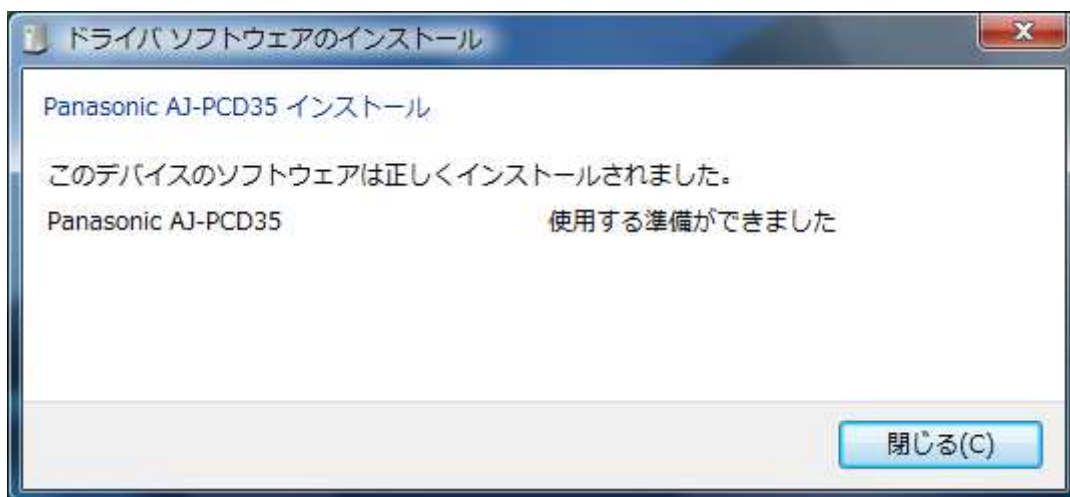 ドライバ ソフトウェアのインストール
Panasonic AJ-PCD35 インストール
このデバイスのソフトウェアは正しくインストールされました。
Panasonic AJ-PCD35 使用する準備ができました
閉じる(C)